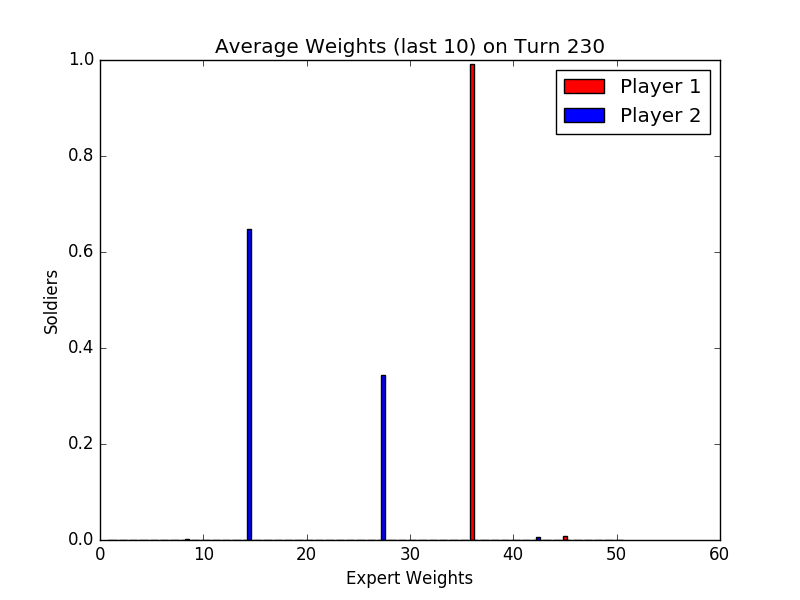 Average Weights (last 10) on Turn 230
1.0
Player 1
Player 2
0.8
0.6
Soldiers
0.4
0.2
0.0
0 10 20 30 40 50 60
Expert Weights